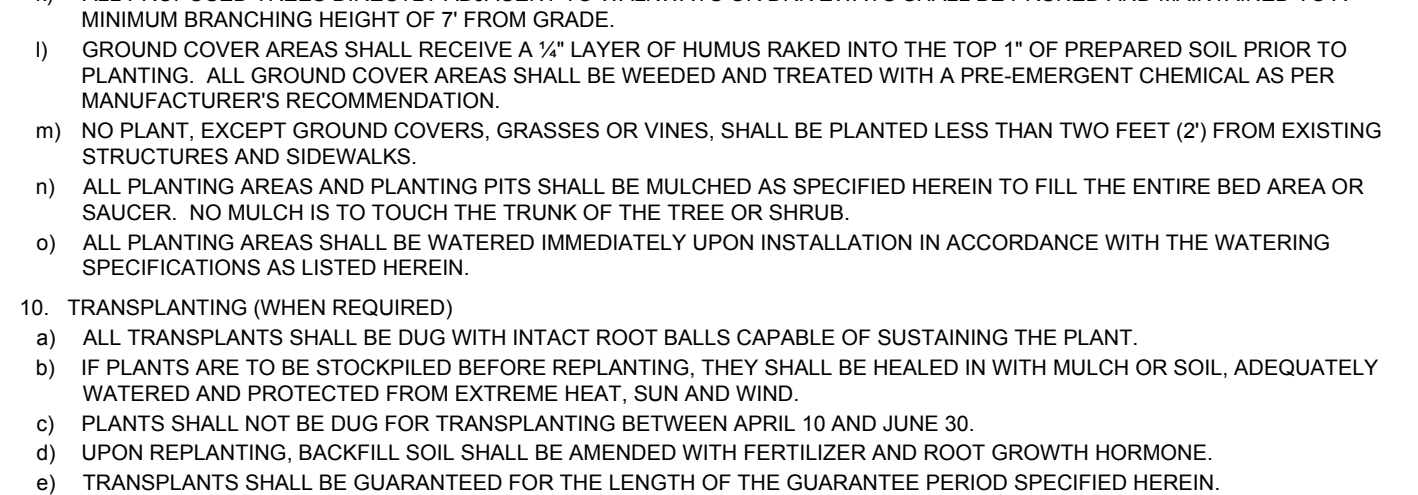 MINIMUM BRANCHING HEIGHT OF 7' FROM GRADE.
l) GROUND COVER AREAS SHALL RECEIVE A ¼" LAYER OF HUMUS RAKED INTO THE TOP 1" OF PREPARED SOIL PRIOR TO
PLANTING. ALL GROUND COVER AREAS SHALL BE WEEDED AND TREATED WITH A PRE-EMERGENT CHEMICAL AS PER
MANUFACTURER'S RECOMMENDATION.
m) NO PLANT, EXCEPT GROUND COVERS, GRASSES OR VINES, SHALL BE PLANTED LESS THAN TWO FEET (2') FROM EXISTING
STRUCTURES AND SIDEWALKS.
n) ALL PLANTING AREAS AND PLANTING PITS SHALL BE MULCHED AS SPECIFIED HEREIN TO FILL THE ENTIRE BED AREA OR
SAUCER. NO MULCH IS TO TOUCH THE TRUNK OF THE TREE OR SHRUB.
o) ALL PLANTING AREAS SHALL BE WATERED IMMEDIATELY UPON INSTALLATION IN ACCORDANCE WITH THE WATERING
SPECIFICATIONS AS LISTED HEREIN.
10. TRANSPLANTING (WHEN REQUIRED)
a) ALL TRANSPLANTS SHALL BE DUG WITH INTACT ROOT BALLS CAPABLE OF SUSTAINING THE PLANT.
b) IF PLANTS ARE TO BE STOCKPILED BEFORE REPLANTING, THEY SHALL BE HEALED IN WITH MULCH OR SOIL, ADEQUATELY
WATERED AND PROTECTED FROM EXTREME HEAT, SUN AND WIND.
c) PLANTS SHALL NOT BE DUG FOR TRANSPLANTING BETWEEN APRIL 10 AND JUNE 30.
d) UPON REPLANTING, BACKFILL SOIL SHALL BE AMENDED WITH FERTILIZER AND ROOT GROWTH HORMONE.
e) TRANSPLANTS SHALL BE GUARANTEED FOR THE LENGTH OF THE GUARANTEE PERIOD SPECIFIED HEREIN.